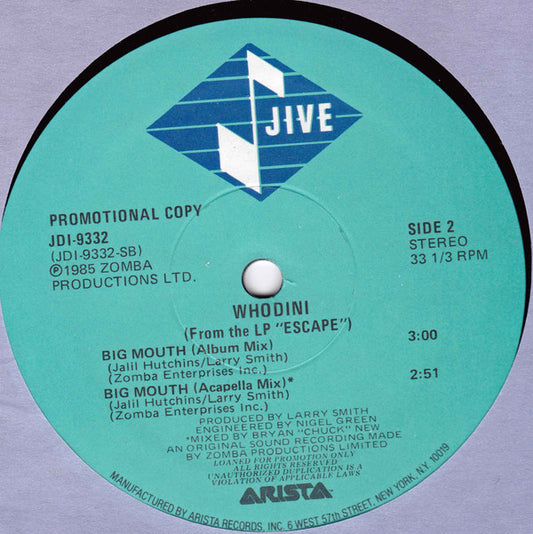 JIVE
PROMOTIONAL COPY
JDI-9332
(JDI-9332-SB)
Ⓟ1985 ZOMBA
PRODUCTIONS LTD.
SIDE 2
STEREO
33 1/3 RPM
WHODINI
(From the LP "ESCAPE")
BIG MOUTH (Album Mix) 3:00
(Jalil Hutchins/Larry Smith)
(Zomba Enterprises Inc.)
BIG MOUTH (Acapella Mix)* 2:51
(Jalil Hutchins/Larry Smith)
(Zomba Enterprises Inc.)
PRODUCED BY LARRY SMITH
ENGINEERED BY NIGEL GREEN
*MIXED BY BRYAN "CHUCK" NEW
AN ORIGINAL SOUND RECORDING MADE
BY ZOMBA PRODUCTIONS LIMITED
LOANED FOR PROMOTION ONLY
ALL RIGHTS RESERVED
UNAUTHORIZED DUPLICATION IS A
VIOLATION OF APPLICABLE LAWS
ARISTA
MANUFACTURED BY ARISTA RECORDS, INC. 6 WEST 57th STREET, NEW YORK, N.Y. 10019